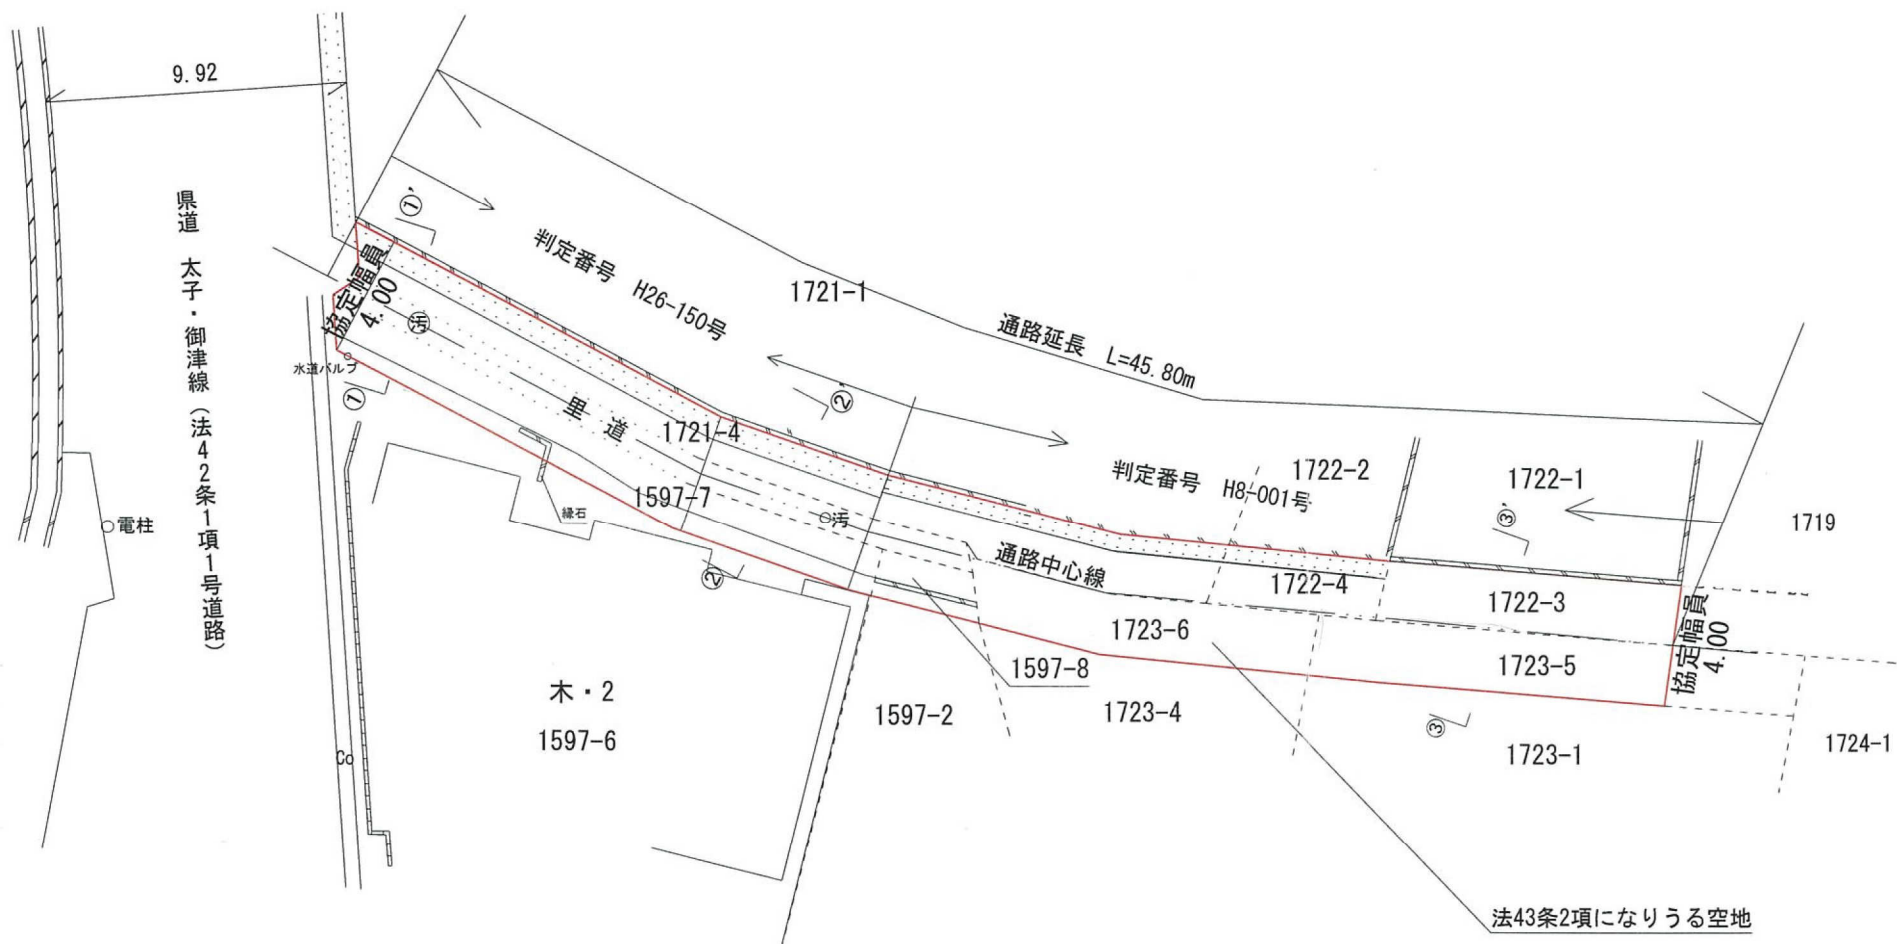 9.92
県道 太子・御津線（法42条1項1号道路）
電柱
協定幅員
4.00
水道バルブ
①
①'
汚
判定番号 H26-150号
1721-1
通路延長 L=45.80m
里道
1721-4
1597-7
縁石
②
②'
汚
判定番号 H8-001号
1722-2
1722-1
③'
1719
通路中心線
1722-4
1722-3
1723-6
1723-5
協定幅員
4.00
1597-8
木・2
1597-6
1597-2
1723-4
③
1723-1
1724-1
Co
法43条2項になりうる空地